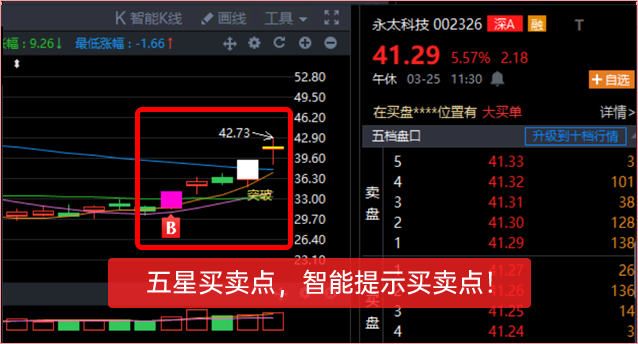 K 智能K线 画线 工具
涨幅: 9.26↓ 最低涨幅: -1.66↑
52.80
49.50
46.20
42.90
39.60
36.30
33.00
29.70
26.40
23.10
42.73
突破
B
永太科技 002326 深A 融 T
41.29 5.57% 2.18
午休 03-25 11:30 +自选
在买盘****位置有 大买单 详情>
五档盘口 升级到十档行情
卖盘
5 41.33 3
4 41.32 101
3 41.31 38
2 41.30 128
1 41.29 138
买盘
1 41.27
2 41.26 136
3 41.25 14
4 41.24
五星买卖点，智能提示买卖点!